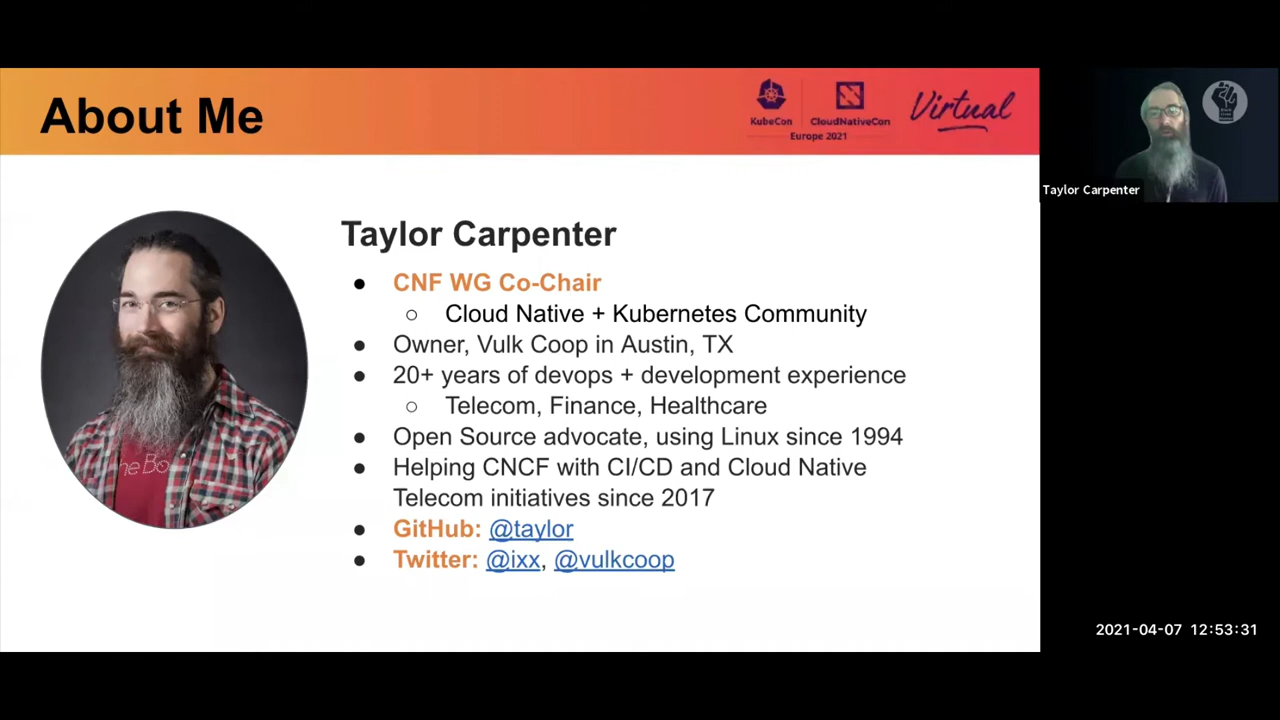 About Me
KubeCon
CloudNativeCon
Europe 2021
Virtual
Taylor Carpenter
Taylor Carpenter
● CNF WG Co-Chair
○ Cloud Native + Kubernetes Community
● Owner, Vulk Coop in Austin, TX
● 20+ years of devops + development experience
○ Telecom, Finance, Healthcare
● Open Source advocate, using Linux since 1994
● Helping CNCF with CI/CD and Cloud Native
Telecom initiatives since 2017
● GitHub: @taylor
● Twitter: @ixx, @vulkcoop
2021-04-07 12:53:31